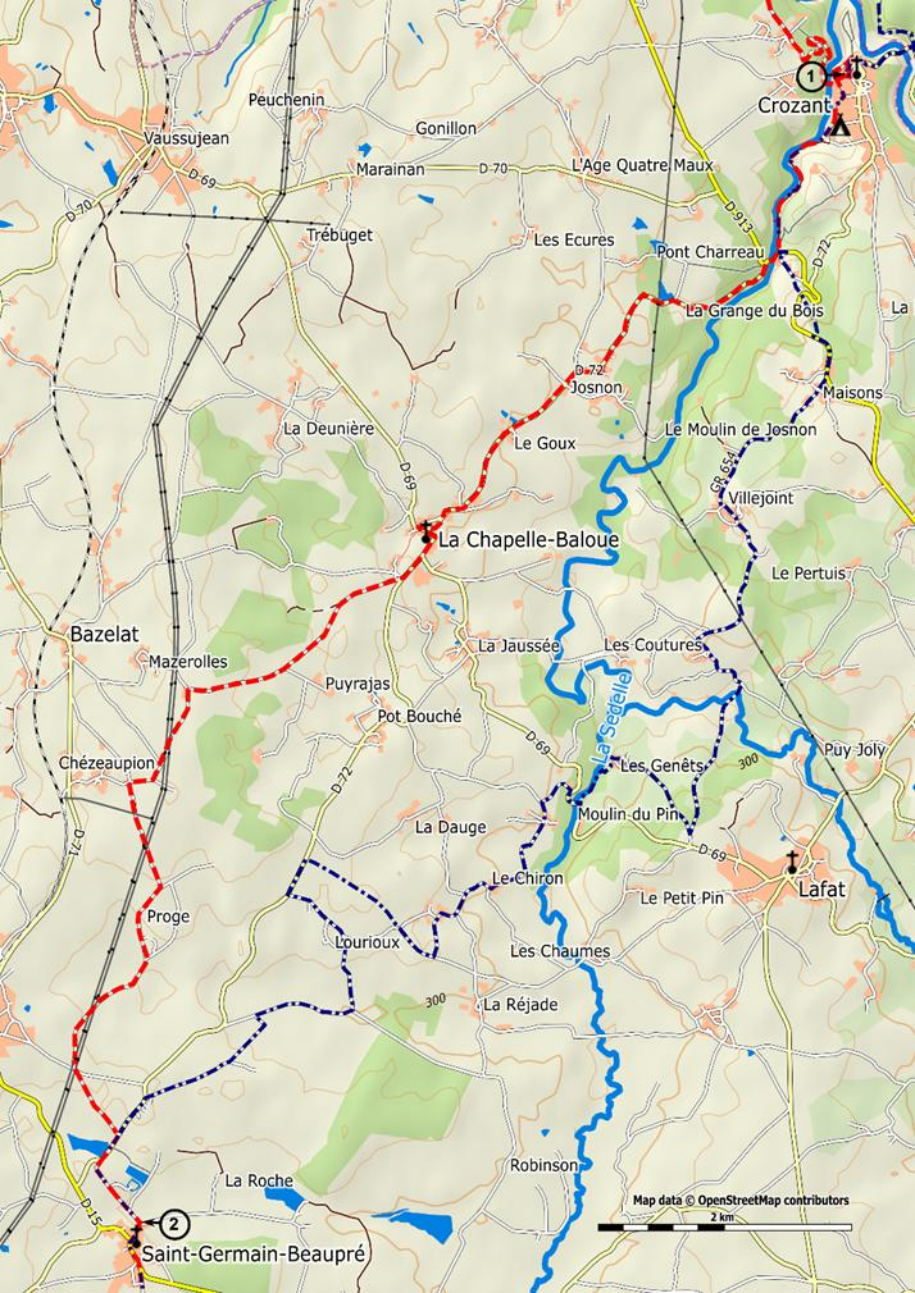 1
Crozant
Peuchenin
Gonillon
Vaussujean
D 69
Marainan
D 70
L'Age Quatre Maux
D 70
D-913
Trébuget
Les Ecures
Pont Charreau
D-72
La Grange du Bois
La
D-72
Josnon
Maisons
La Deunière
Le Goux
Le Moulin de Josnon
D-69
GR 654
Villejoint
La Chapelle-Baloue
Le Pertuis
Bazelat
Mazerolles
La Jaussée
Les Coutures
Puyrajas
La Sedelle
Pot Bouché
D-69
Puy Joly
Chézeaupion
Les Genêts
300
D-72
Moulin du Pin
D-71
La Dauge
D-69
Le Chiron
Le Petit Pin
Lafat
Proge
Lourioux
Les Chaumes
300
La Réjade
Robinson
La Roche
Map data © OpenStreetMap contributors
2 km
D-15
2
Saint-Germain-Beaupré